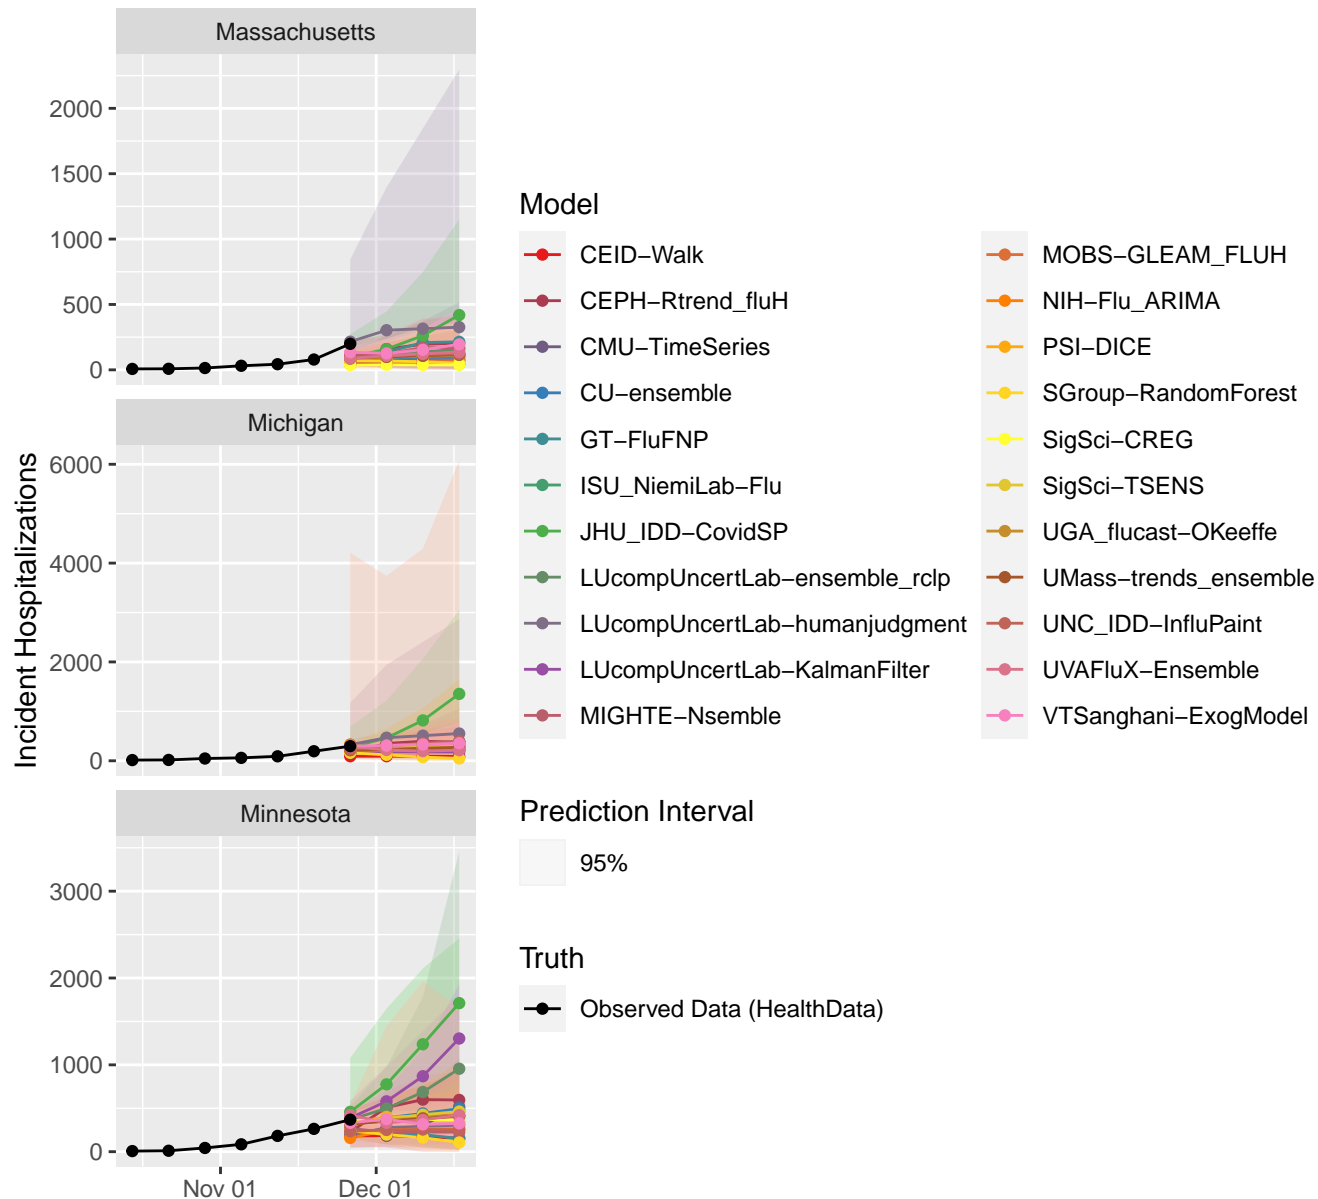 Massachusetts
2000
1500
1000
500
0
Michigan
6000
4000
2000
0
Minnesota
3000
2000
1000
0
Nov 01
Dec 01
Incident Hospitalizations
Model
CEID−Walk
CEPH−Rtrend_fluH
CMU−TimeSeries
CU−ensemble
GT−FluFNP
ISU_NiemiLab−Flu
JHU_IDD−CovidSP
LUcompUncertLab−ensemble_rclp
LUcompUncertLab−humanjudgment
LUcompUncertLab−KalmanFilter
MIGHTE−Nsemble
MOBS−GLEAM_FLUH
NIH−Flu_ARIMA
PSI−DICE
SGroup−RandomForest
SigSci−CREG
SigSci−TSENS
UGA_flucast−OKeeffe
UMass−trends_ensemble
UNC_IDD−InfluPaint
UVAFluX−Ensemble
VTSanghani−ExogModel
Prediction Interval
95%
Truth
Observed Data (HealthData)